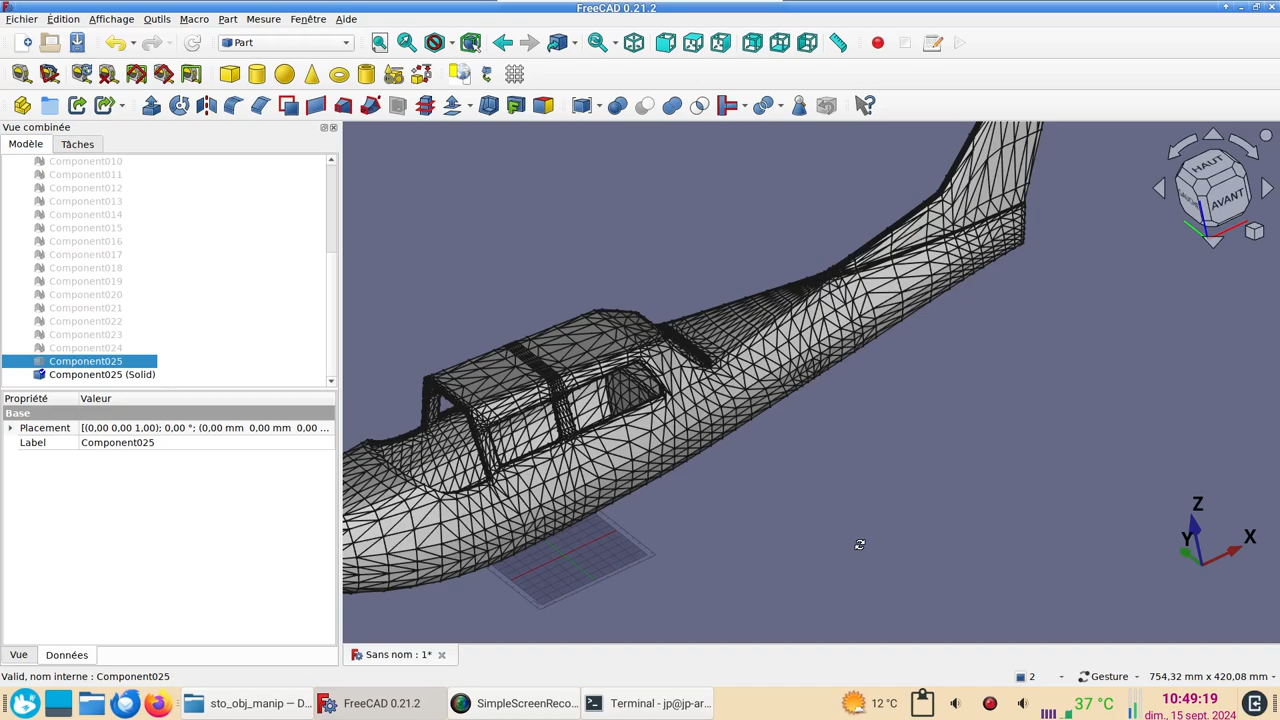 FreeCAD 0.21.2
Fichier Édition Affichage Outils Macro Part Mesure Fenêtre Aide
Part
Vue combinée
Modèle Tâches
Component010
Component011
Component012
Component013
Component014
Component015
Component016
Component017
Component018
Component019
Component020
Component021
Component022
Component023
Component024
Component025
Component025 (Solid)
Propriété Valeur
Base
Placement [(0,00 0,00 1,00); 0,00 °; (0,00 mm 0,00 mm 0,00 ...
Label Component025
HAUT
AVANT
Z
Y
X
Vue Données
Sans nom : 1*
Valid, nom interne : Component025
2
Gesture
754,32 mm x 420,08 mm
sto_obj_manip — D...
FreeCAD 0.21.2
SimpleScreenReco...
Terminal - jp@jp-ar...
12 °C
37 °C
10:49:19
dim., 15 sept. 2024